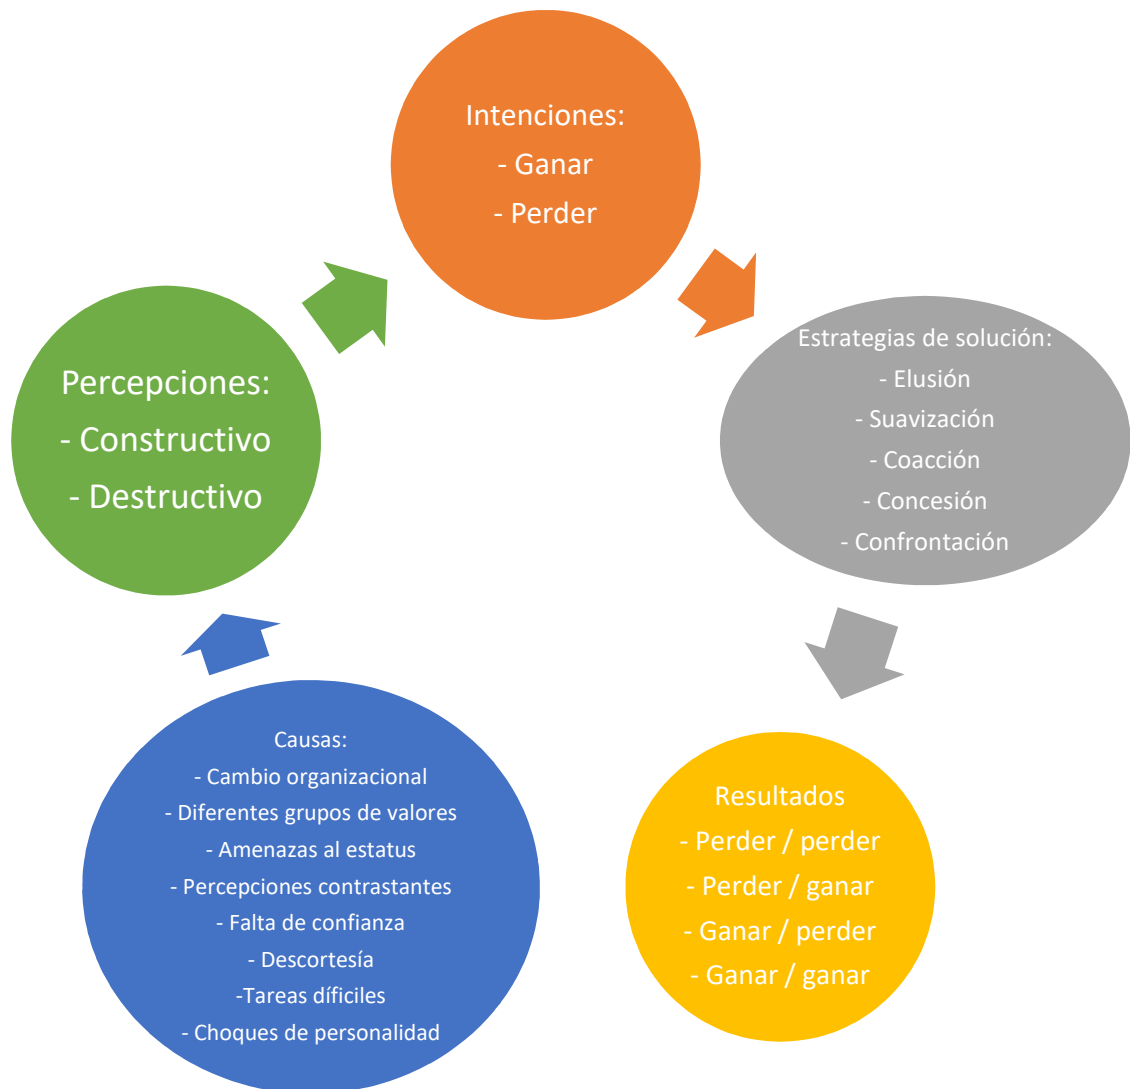 Intenciones:
- Ganar
- Perder
Percepciones:
- Constructivo
- Destructivo
Estrategias de solución:
- Elusión
- Suavización
- Coacción
- Concesión
- Confrontación
Causas:
- Cambio organizacional
- Diferentes grupos de valores
- Amenazas al estatus
- Percepciones contrastantes
- Falta de confianza
- Descortesía
-Tareas díficiles
- Choques de personalidad
Resultados
- Perder / perder
- Perder / ganar
- Ganar / perder
- Ganar / ganar